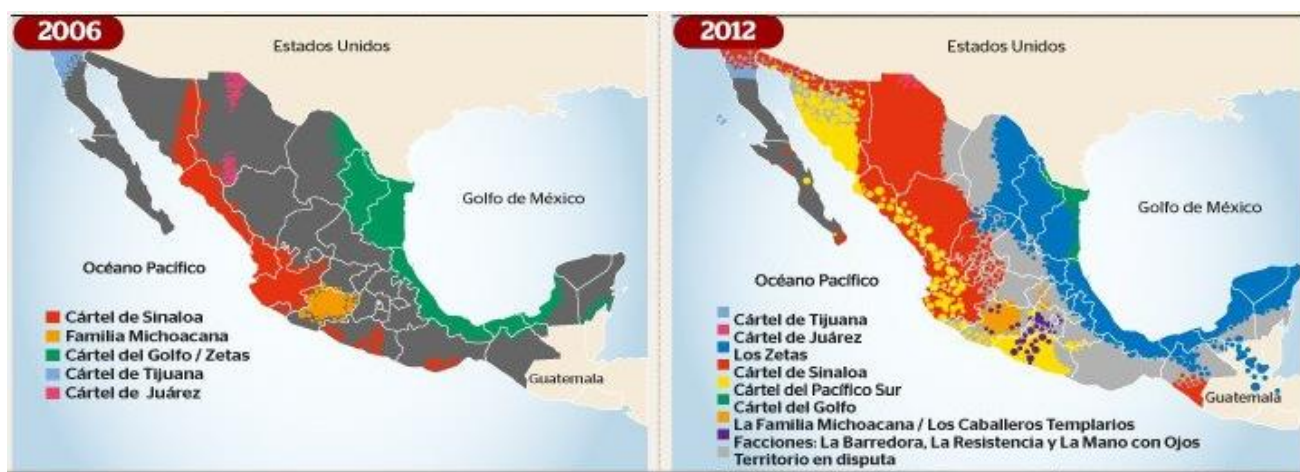 2006
Estados Unidos
Golfo de México
Océano Pacífico
Cártel de Sinaloa
Familia Michoacana
Cártel del Golfo / Zetas
Cártel de Tijuana
Cártel de Juárez
Guatemala
2012
Estados Unidos
Golfo de México
Océano Pacífico
Cártel de Tijuana
Cártel de Juárez
Los Zetas
Cártel de Sinaloa
Cártel del Pacífico Sur
Cártel del Golfo
La Familia Michoacana / Los Caballeros Templarios
Facciones: La Barredora, La Resistencia y La Mano con Ojos
Territorio en disputa
Guatemala